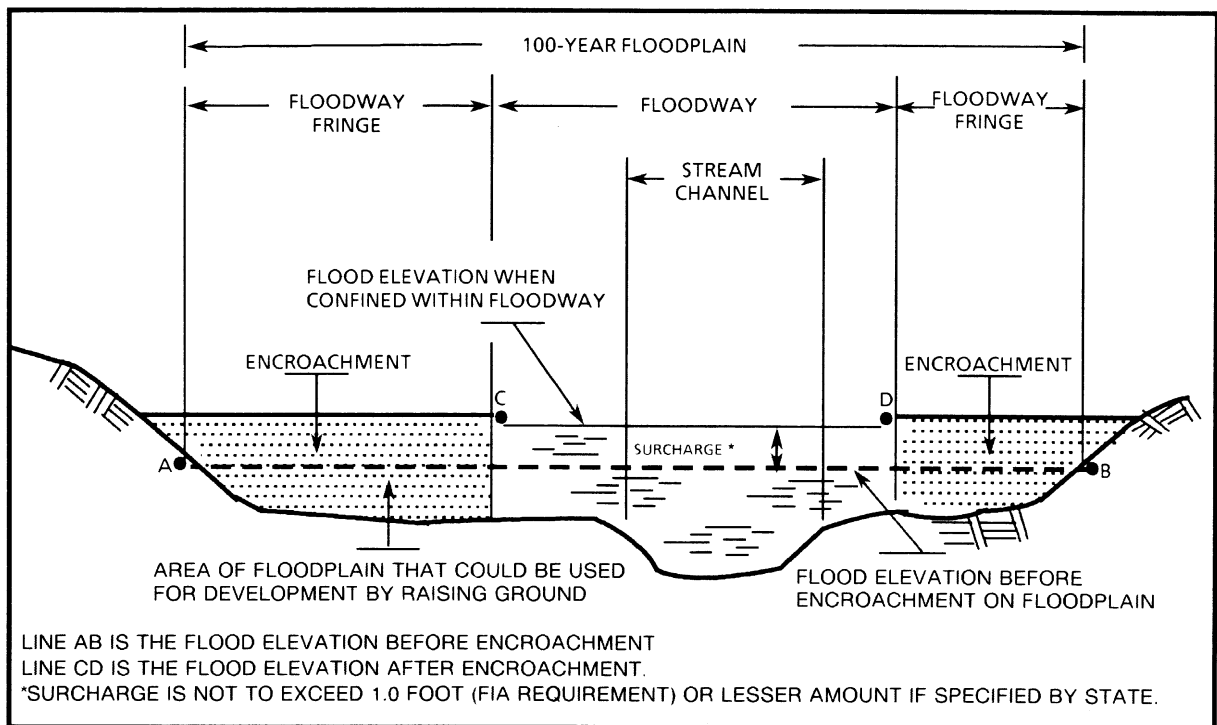 100-YEAR FLOODPLAIN
FLOODWAY
FRINGE
FLOODWAY
FLOODWAY
FRINGE
STREAM
CHANNEL
FLOOD ELEVATION WHEN
CONFINED WITHIN FLOODWAY
ENCROACHMENT
ENCROACHMENT
C
D
SURCHARGE *
A
B
AREA OF FLOODPLAIN THAT COULD BE USED
FOR DEVELOPMENT BY RAISING GROUND
FLOOD ELEVATION BEFORE
ENCROACHMENT ON FLOODPLAIN
LINE AB IS THE FLOOD ELEVATION BEFORE ENCROACHMENT
LINE CD IS THE FLOOD ELEVATION AFTER ENCROACHMENT.
*SURCHARGE IS NOT TO EXCEED 1.0 FOOT (FIA REQUIREMENT) OR LESSER AMOUNT IF SPECIFIED BY STATE.